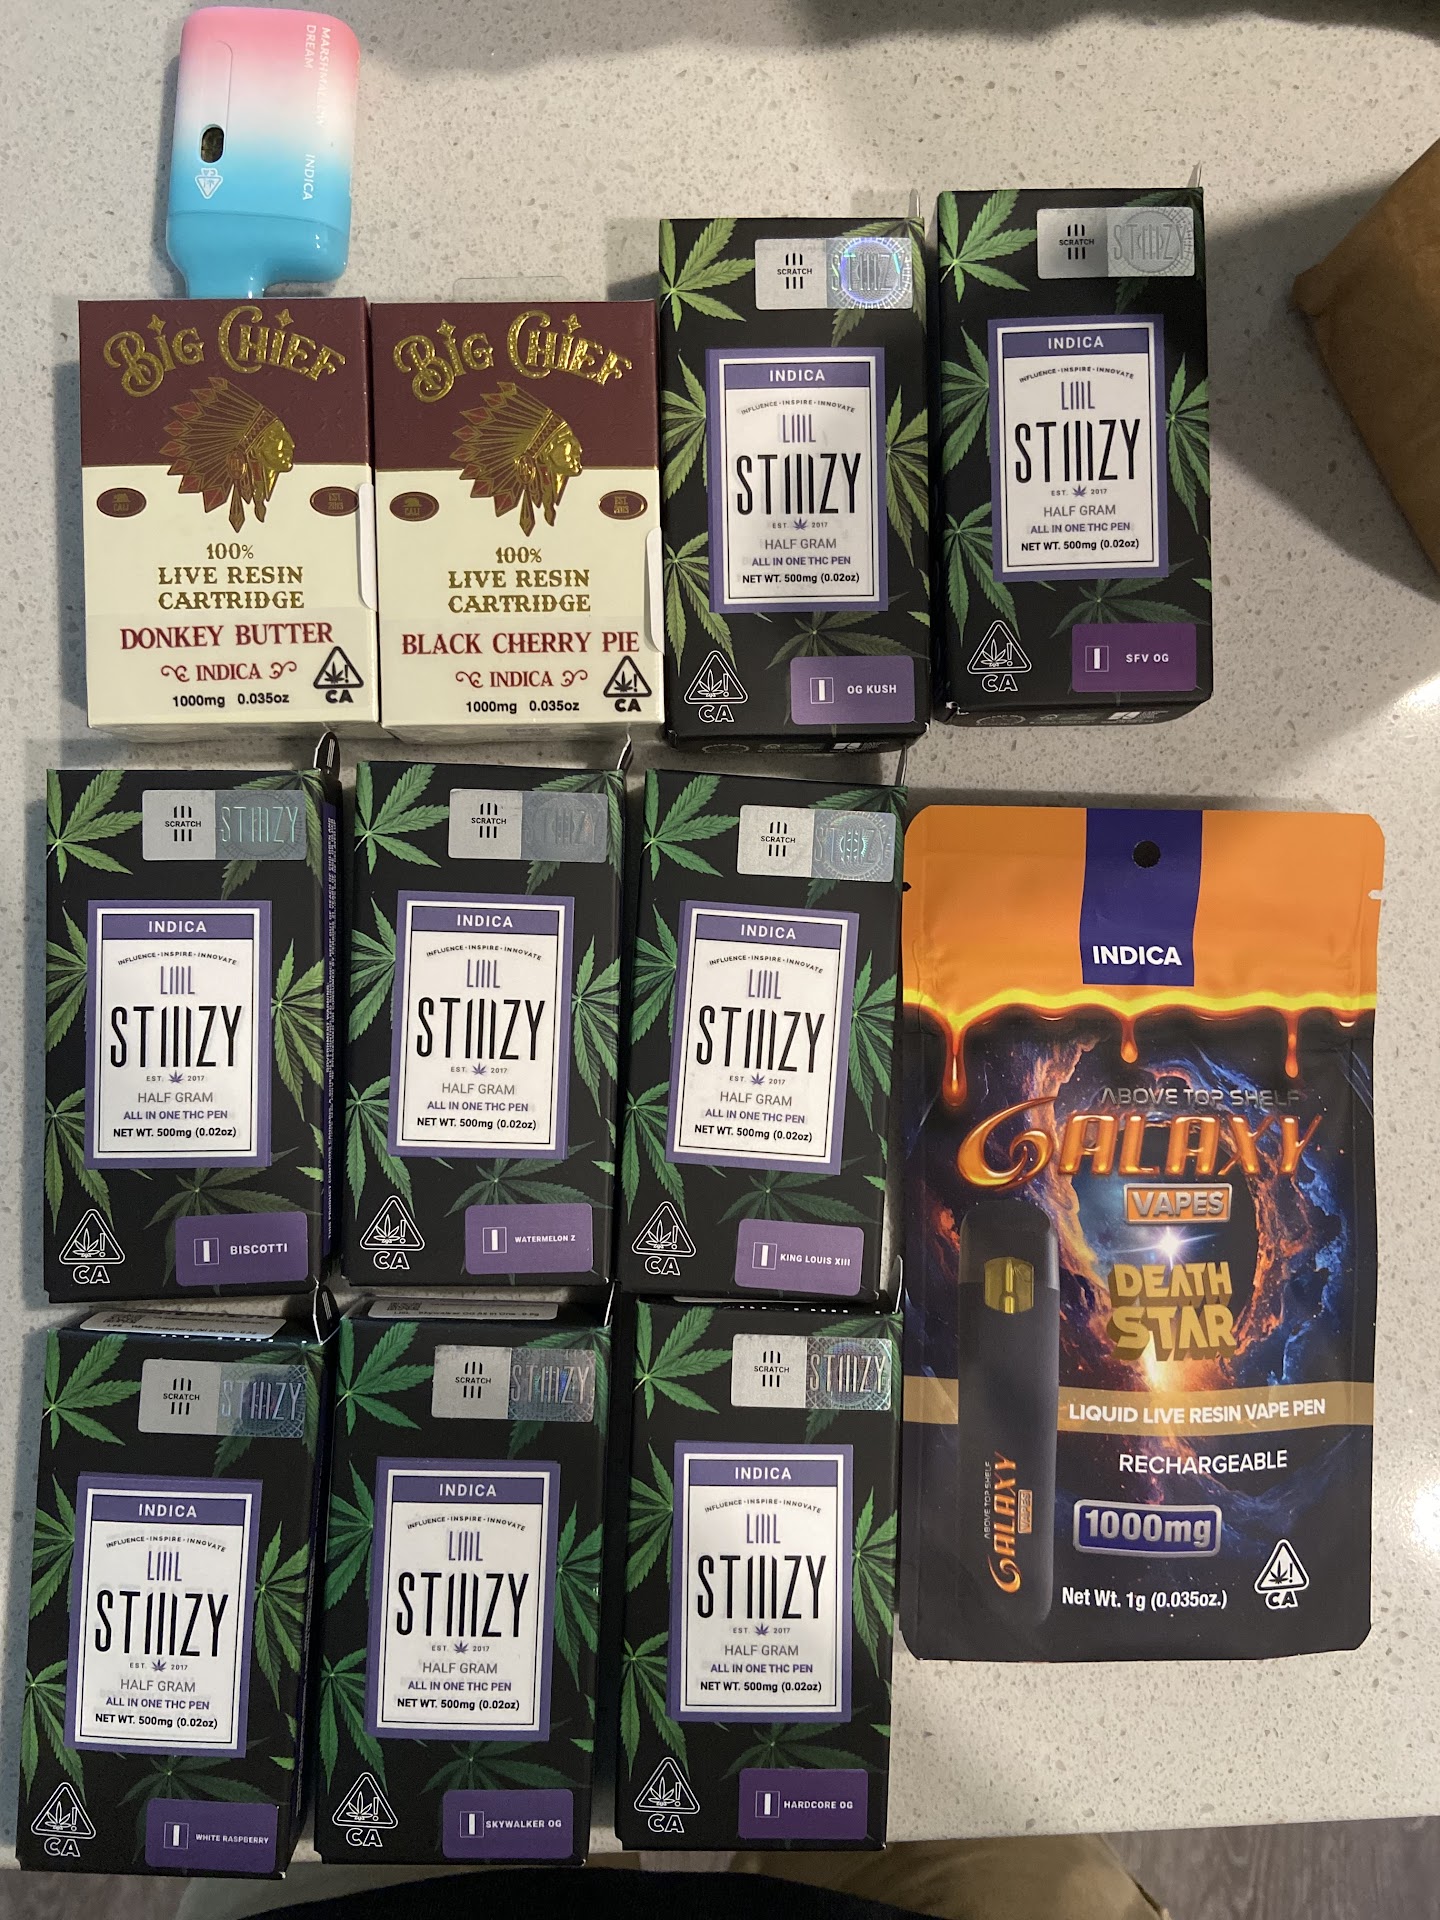 MARSHMALLOW
DREAM
INDICA
BIG CHIEF
CALI
EST.
2019
100%
LIVE RESIN
CARTRIDGE
DONKEY BUTTER
INDICA
CA
1000mg 0.035oz
BIG CHIEF
CALI
EST.
2019
100%
LIVE RESIN
CARTRIDGE
BLACK CHERRY PIE
INDICA
CA
1000mg 0.035oz
SCRATCH
STIIIZY
INDICA
INFLUENCE · INSPIRE · INNOVATE
LIIIL
STIIIZY
EST. 2017
HALF GRAM
ALL IN ONE THC PEN
NET WT. 500mg (0.02oz)
CA
I OG KUSH
SCRATCH
STIIIZY
INDICA
INFLUENCE · INSPIRE · INNOVATE
LIIIL
STIIIZY
EST. 2017
HALF GRAM
ALL IN ONE THC PEN
NET WT. 500mg (0.02oz)
CA
I SFV OG
SCRATCH
STIIIZY
INDICA
INFLUENCE · INSPIRE · INNOVATE
LIIIL
STIIIZY
EST. 2017
HALF GRAM
ALL IN ONE THC PEN
NET WT. 500mg (0.02oz)
CA
I BISCOTTI
SCRATCH
STIIIZY
INDICA
INFLUENCE · INSPIRE · INNOVATE
LIIIL
STIIIZY
EST. 2017
HALF GRAM
ALL IN ONE THC PEN
NET WT. 500mg (0.02oz)
CA
I WATERMELON Z
SCRATCH
STIIIZY
INDICA
INFLUENCE · INSPIRE · INNOVATE
LIIIL
STIIIZY
EST. 2017
HALF GRAM
ALL IN ONE THC PEN
NET WT. 500mg (0.02oz)
CA
I KING LOUIS XIII
INDICA
ABOVE TOP SHELF
GALAXY
VAPES
DEATH
STAR
LIQUID LIVE RESIN VAPE PEN
RECHARGEABLE
1000mg
Net Wt. 1g (0.035oz.)
CA
ABOVE TOP SHELF
GALAXY
VAPES
SCRATCH
STIIIZY
INDICA
INFLUENCE · INSPIRE · INNOVATE
LIIIL
STIIIZY
EST. 2017
HALF GRAM
ALL IN ONE THC PEN
NET WT. 500mg (0.02oz)
CA
I WHITE RASPBERRY
SCRATCH
STIIIZY
INDICA
INFLUENCE · INSPIRE · INNOVATE
LIIIL
STIIIZY
EST. 2017
HALF GRAM
ALL IN ONE THC PEN
NET WT. 500mg (0.02oz)
CA
I SKYWALKER OG
SCRATCH
STIIIZY
INDICA
INFLUENCE · INSPIRE · INNOVATE
LIIIL
STIIIZY
EST. 2017
HALF GRAM
ALL IN ONE THC PEN
NET WT. 500mg (0.02oz)
CA
I HARDCORE OG